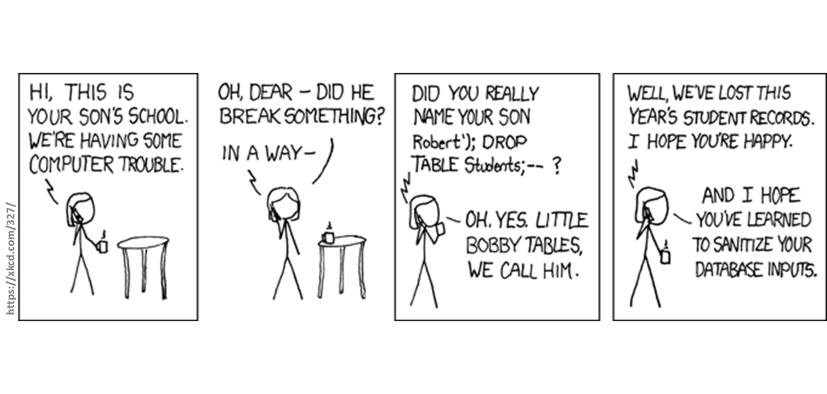 HI, THIS IS
YOUR SON'S SCHOOL.
WE'RE HAVING SOME
COMPUTER TROUBLE.
OH, DEAR – DID HE
BREAK SOMETHING?
IN A WAY–
DID YOU REALLY
NAME YOUR SON
Robert'); DROP
TABLE Students;-- ?
OH, YES. LITTLE
BOBBY TABLES,
WE CALL HIM.
WELL, WE'VE LOST THIS
YEAR'S STUDENT RECORDS.
I HOPE YOU'RE HAPPY.
AND I HOPE
YOU'VE LEARNED
TO SANITIZE YOUR
DATABASE INPUTS.
https://xkcd.com/327/